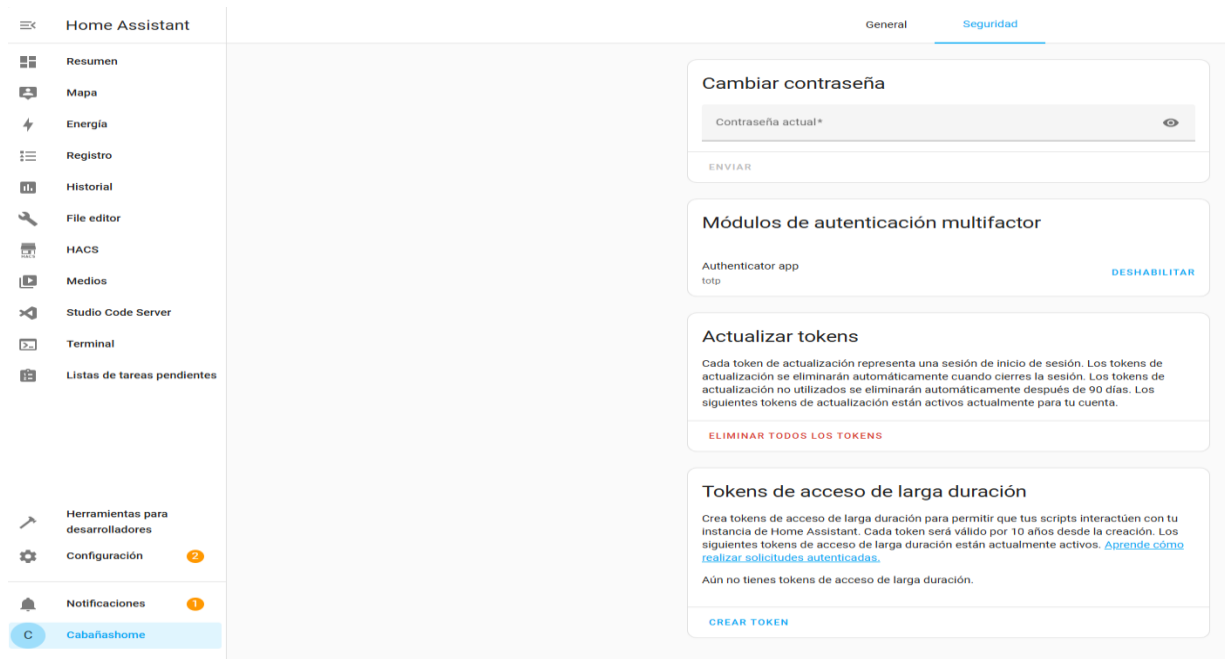 Home Assistant
Resumen
Mapa
Energía
Registro
Historial
File editor
HACS
HACS
Medios
Studio Code Server
Terminal
Listas de tareas pendientes
Herramientas para
desarrolladores
Configuración 2
Notificaciones 1
C Cabañashome
General Seguridad
Cambiar contraseña
Contraseña actual*
ENVIAR
Módulos de autenticación multifactor
Authenticator app
totp
DESHABILITAR
Actualizar tokens
Cada token de actualización representa una sesión de inicio de sesión. Los tokens de
actualización se eliminarán automáticamente cuando cierres la sesión. Los tokens de
actualización no utilizados se eliminarán automáticamente después de 90 días. Los
siguientes tokens de actualización están activos actualmente para tu cuenta.
ELIMINAR TODOS LOS TOKENS
Tokens de acceso de larga duración
Crea tokens de acceso de larga duración para permitir que tus scripts interactúen con tu
instancia de Home Assistant. Cada token será válido por 10 años desde la creación. Los
siguientes tokens de acceso de larga duración están actualmente activos. Aprende cómo
realizar solicitudes autenticadas.
Aún no tienes tokens de acceso de larga duración.
CREAR TOKEN